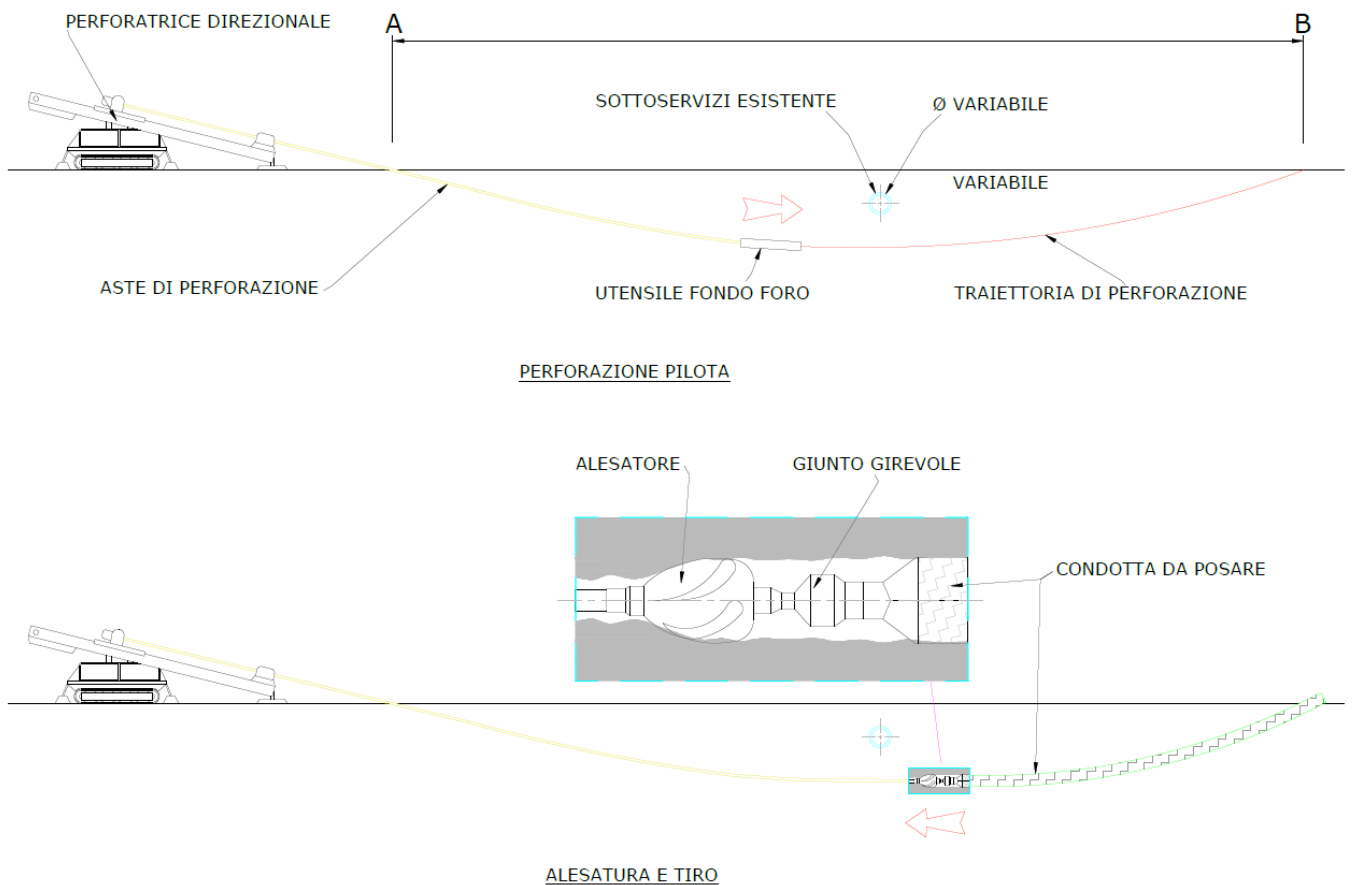 PERFORATRICE DIREZIONALE
A
B
SOTTOSERVIZI ESISTENTE
Ø VARIABILE
VARIABILE
ASTE DI PERFORAZIONE
UTENSILE FONDO FORO
TRAIETTORIA DI PERFORAZIONE
PERFORAZIONE PILOTA
ALESATORE
GIUNTO GIREVOLE
CONDOTTA DA POSARE
ALESATURA E TIRO